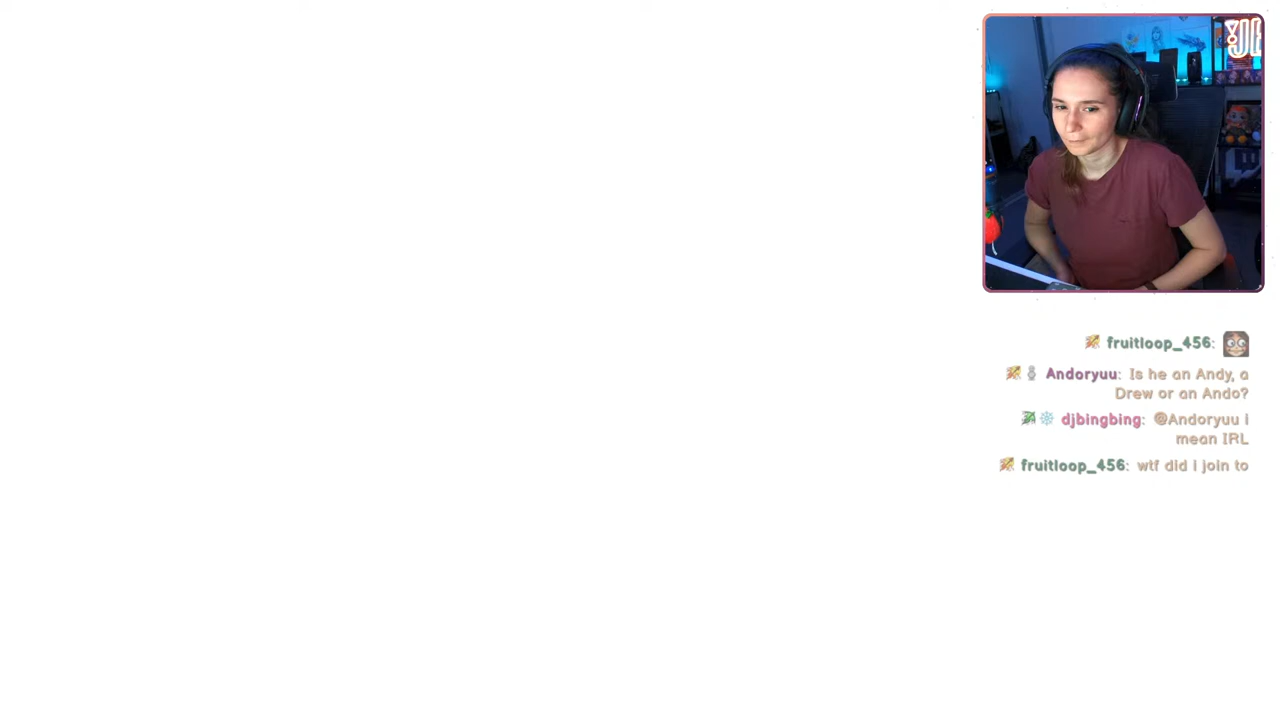 fruitloop_456:
Andoryuu: Is he an Andy, a
Drew or an Ando?
djbingbing: @Andoryuu i
mean IRL
fruitloop_456: wtf did i join to